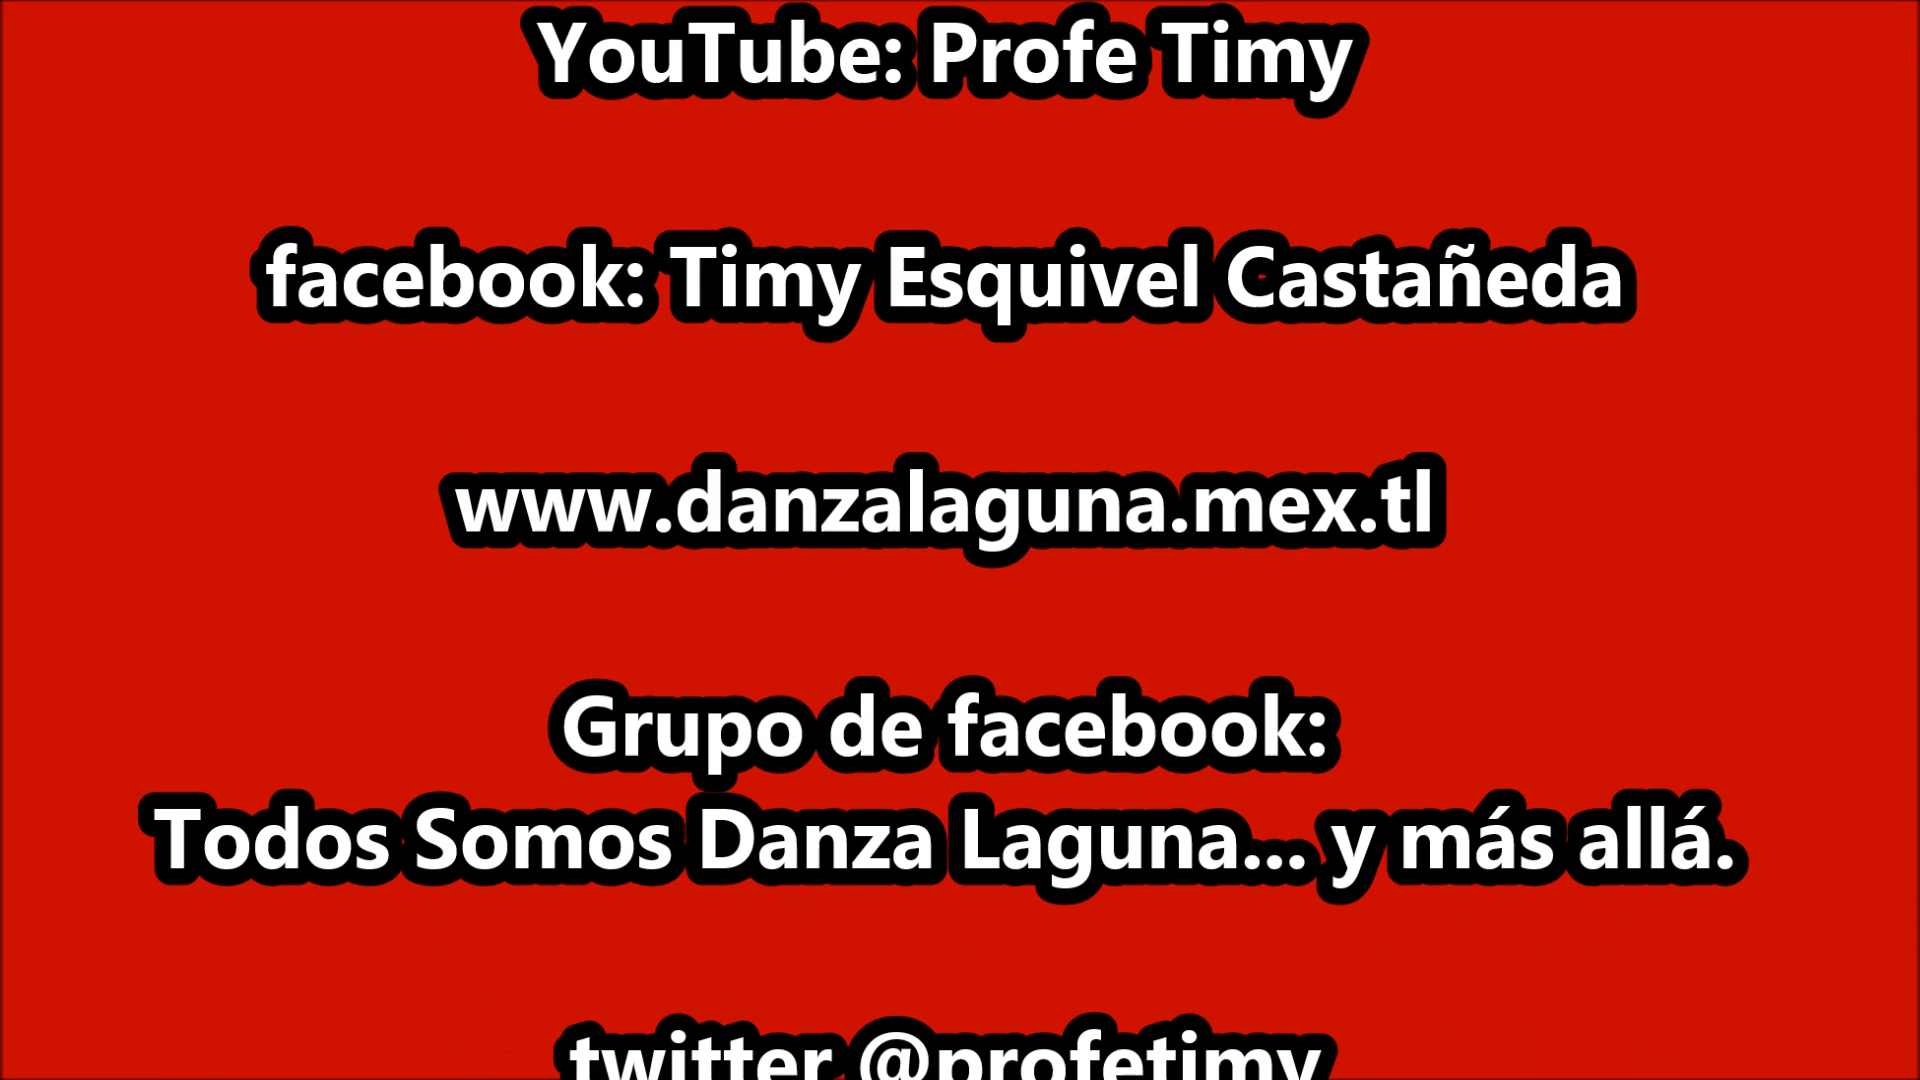 YouTube: Profe Timy
facebook: Timy Esquivel Castañeda
www.danzalaguna.mex.tl
Grupo de facebook:
Todos Somos Danza Laguna... y más allá.
twitter @profetimy